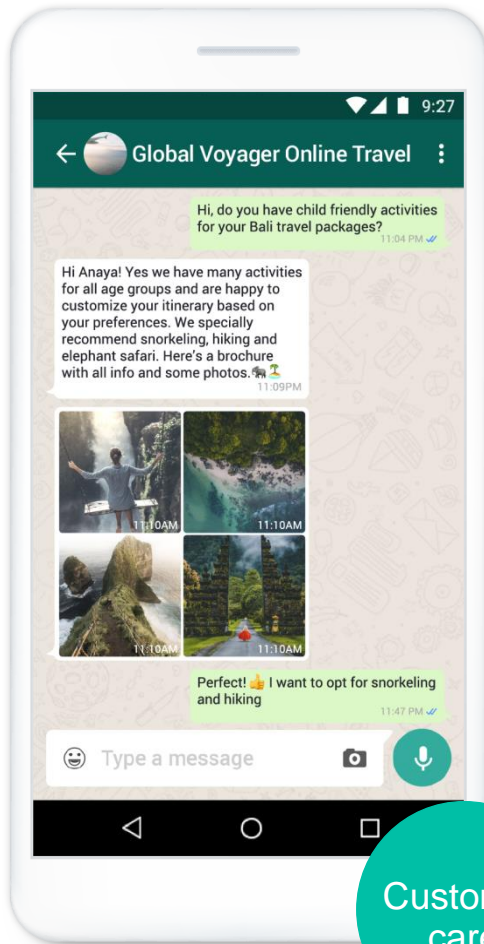 9:27
Global Voyager Online Travel
Hi, do you have child friendly activities
for your Bali travel packages?
11:04 PM
Hi Anaya! Yes we have many activities
for all age groups and are happy to
customize your itinerary based on
your preferences. We specially
recommend snorkeling, hiking and
elephant safari. Here's a brochure
with all info and some photos.🐘🏝️
11:09PM
11:10AM
11:10AM
11:10AM
11:10AM
Perfect! 👍 I want to opt for snorkeling
and hiking
11:47 PM
Type a message